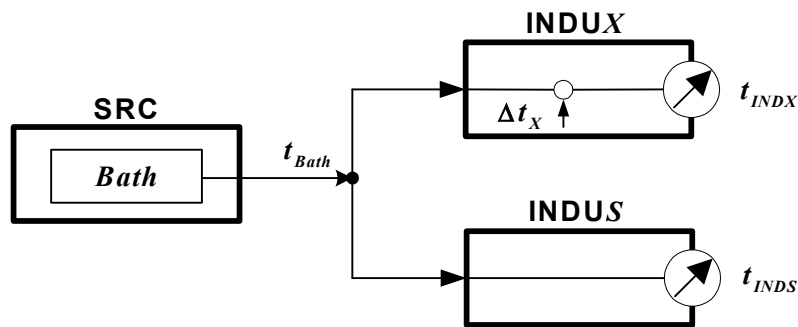 INDUX
Δt_X
t_INDX
SRC
Bath
t_Bath
INDUS
t_INDS